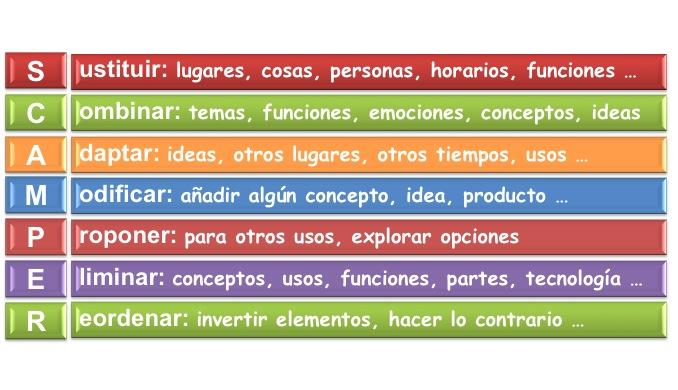 S ustituir: lugares, cosas, personas, horarios, funciones ...
C ombinar: temas, funciones, emociones, conceptos, ideas
A daptar: ideas, otros lugares, otros tiempos, usos ...
M odificar: añadir algún concepto, idea, producto ...
P roponer: para otros usos, explorar opciones
E liminar: conceptos, usos, funciones, partes, tecnología ...
R eordenar: invertir elementos, hacer lo contrario ...